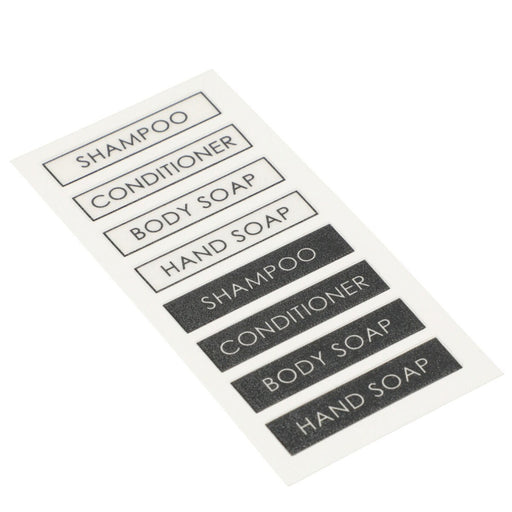 SHAMPOO
CONDITIONER
BODY SOAP
HAND SOAP
SHAMPOO
CONDITIONER
BODY SOAP
HAND SOAP